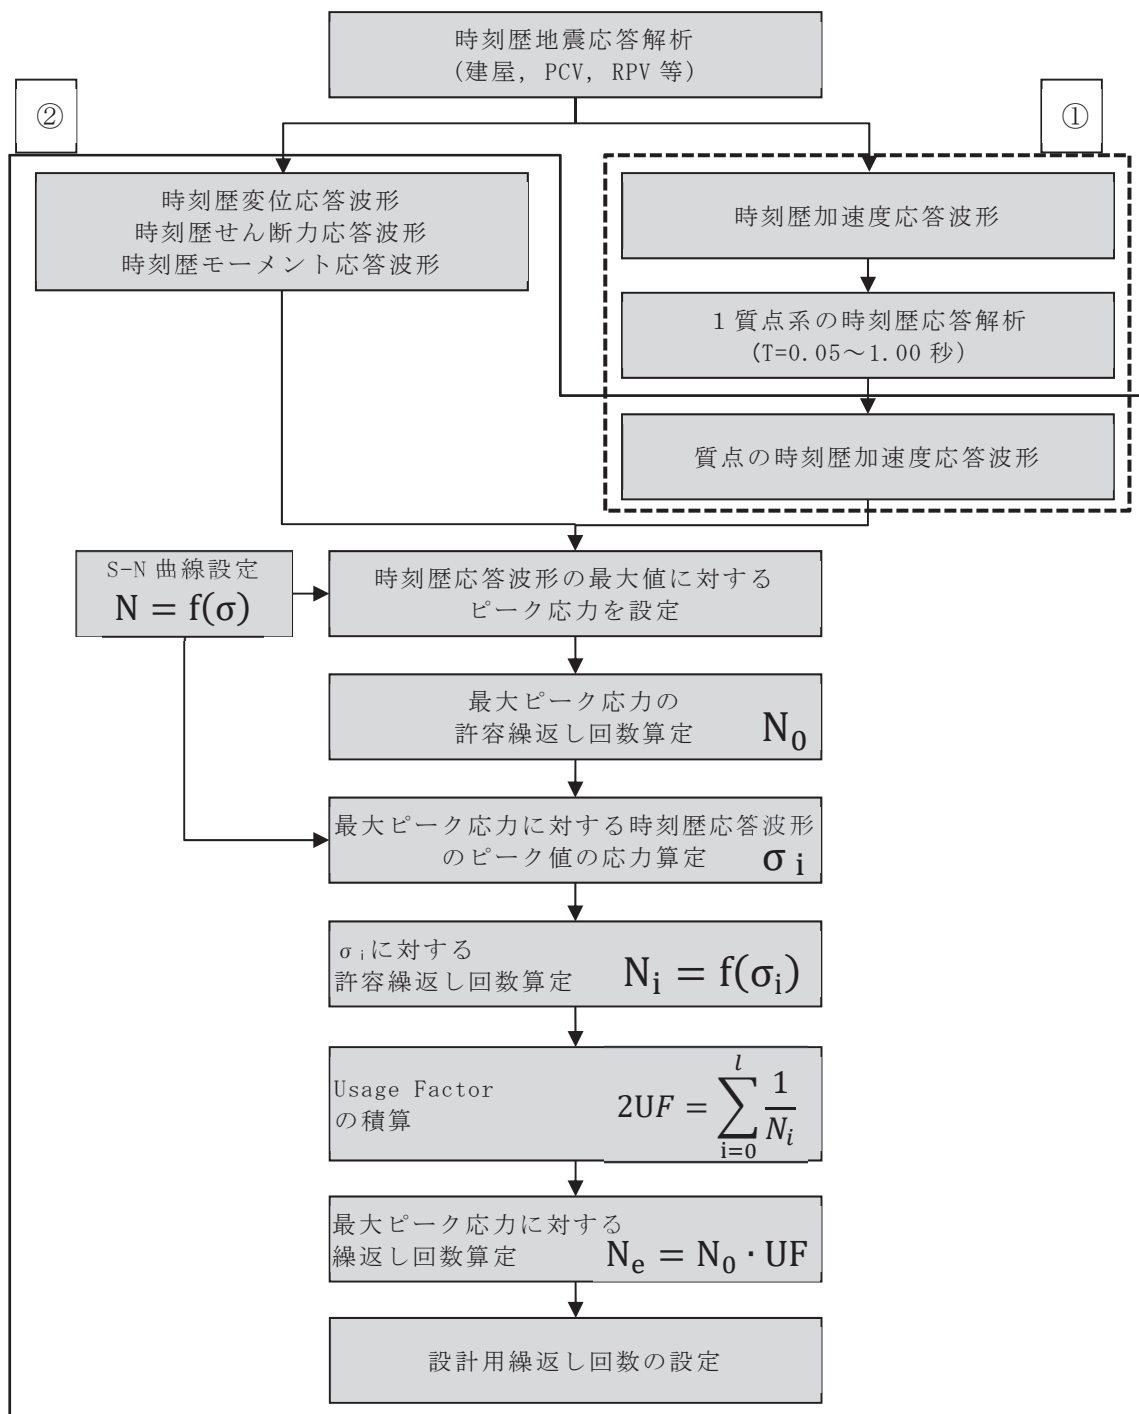 時刻歴地震応答解析
(建屋, PCV, RPV 等)
②
①
時刻歴変位応答波形
時刻歴せん断力応答波形
時刻歴モーメント応答波形
時刻歴加速度応答波形
1質点系の時刻歴応答解析
(T=0.05～1.00 秒)
質点の時刻歴加速度応答波形
S-N 曲線設定
N = f(σ)
時刻歴応答波形の最大値に対する
ピーク応力を設定
最大ピーク応力の
許容繰返し回数算定 N₀
最大ピーク応力に対する時刻歴応答波形
のピーク値の応力算定 σ i
σ i に対する
許容繰返し回数算定 Nᵢ = f(σᵢ)
Usage Factor
の積算 2UF = ∑_{i=0}^{l} 1/Nᵢ
最大ピーク応力に対する
繰返し回数算定 Nₑ = N₀ · UF
設計用繰返し回数の設定